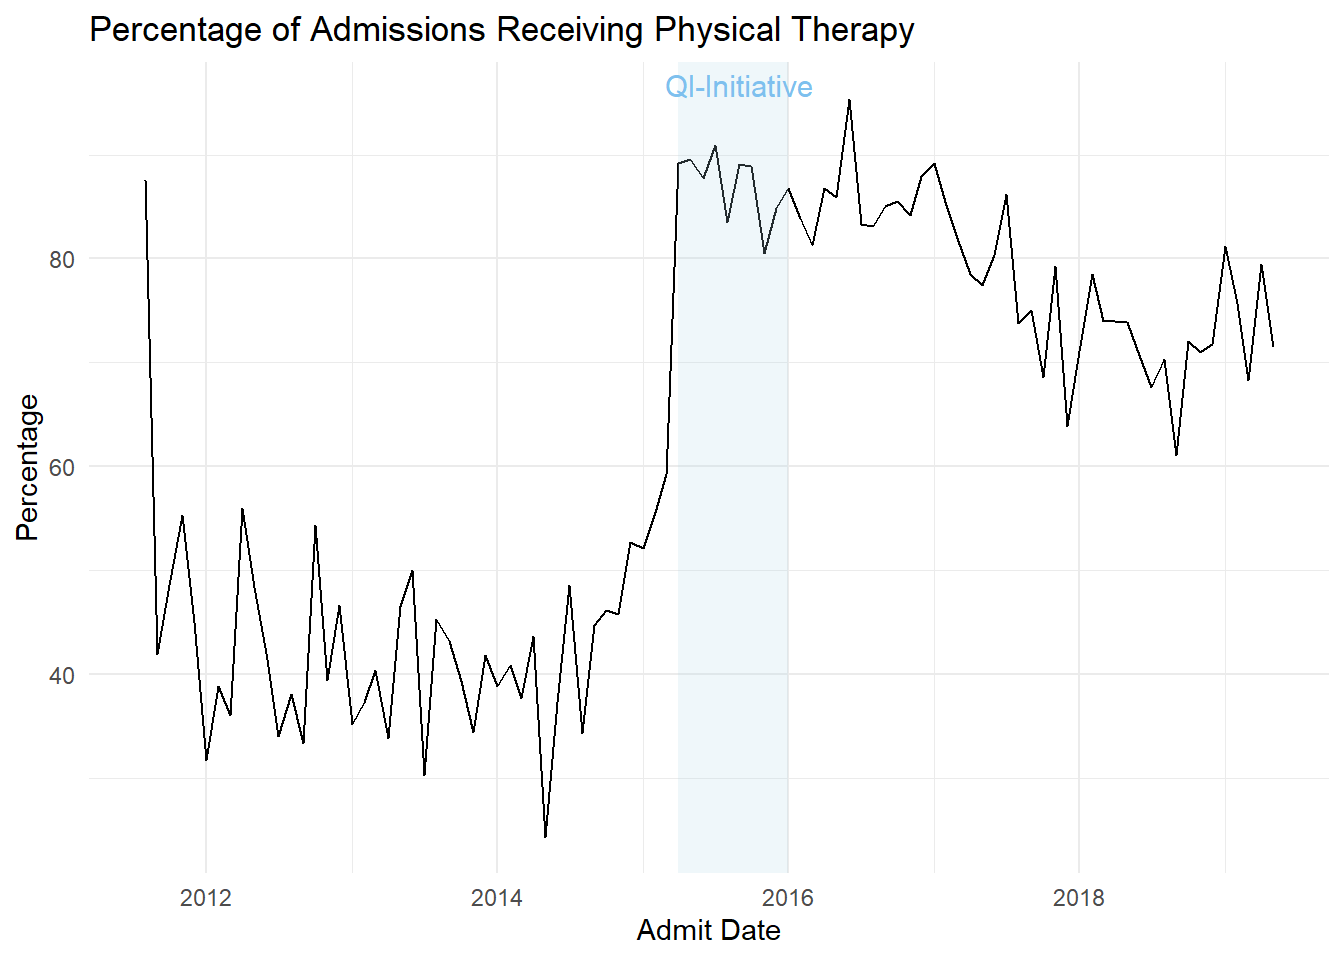 Percentage of Admissions Receiving Physical Therapy
QI-Initiative
80
60
40
Percentage
2012
2014
2016
2018
Admit Date